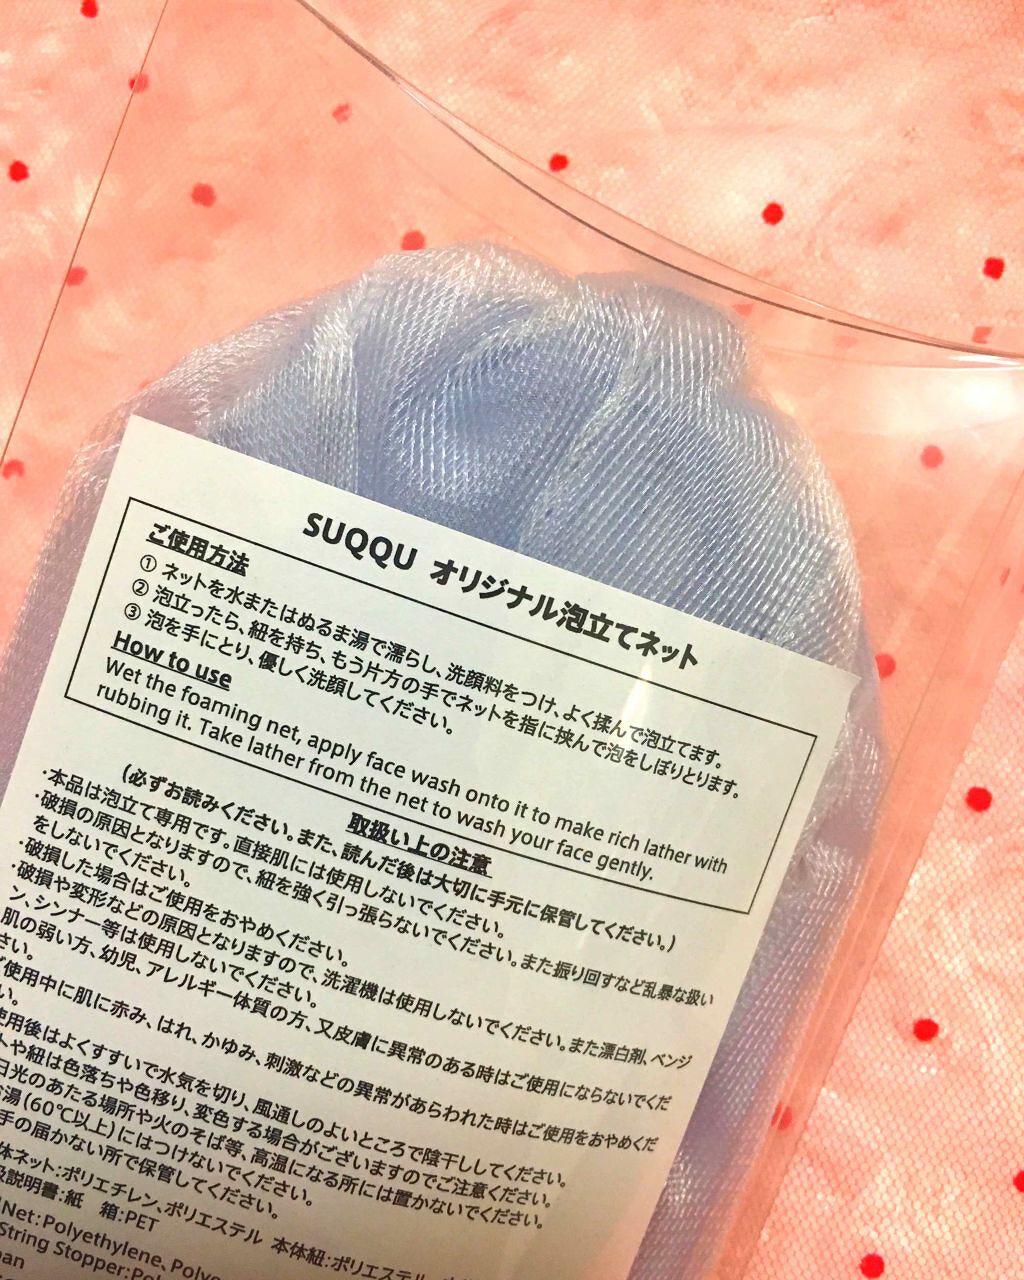 SUQQU オリジナル泡立てネット
ご使用方法
① ネットを水またはぬるま湯で濡らし、洗顔料をつけ、よく揉んで泡立てます。
② 泡立ったら、紐を持ち、もう片方の手でネットを指に挟んで泡をしぼりとります。
③ 泡を手にとり、優しく洗顔してください。
How to use
Wet the foaming net, apply face wash onto it to make rich lather with
rubbing it. Take lather from the net to wash your face gently.
取扱い上の注意
(必ずお読みください。また、読んだ後は大切に手元に保管してください。)
・本品は泡立て専用です。直接肌には使用しないでください。
・破損の原因となりますので、紐を強く引っ張らないでください。また振り回すなど乱暴な扱い
をしないでください。
・破損した場合はご使用をおやめください。
・破損や変形などの原因となりますので、洗濯機は使用しないでください。また漂白剤、ベンジ
ン、シンナー等は使用しないでください。
肌の弱い方、幼児、アレルギー体質の方、又皮膚に異常のある時はご使用にならないでくだ
さい。
使用中に肌に赤み、はれ、かゆみ、刺激などの異常があらわれた時はご使用をおやめくだ
い。
使用後はよくすすいで水気を切り、風通しのよいところで陰干ししてください。
トや紐は色落ちや色移り、変色する場合がございますのでご注意ください。
日光のあたる場所や火のそば等、高温になる所には置かないでください。
湯(60℃以上)にはつけないでください。
手の届かない所で保管してください。
体ネット:ポリエチレン、ポリエステル 本体紐:ポリエステル
説明書:紙 箱:PET
Net:Polyethylene、
String Stopper:
an